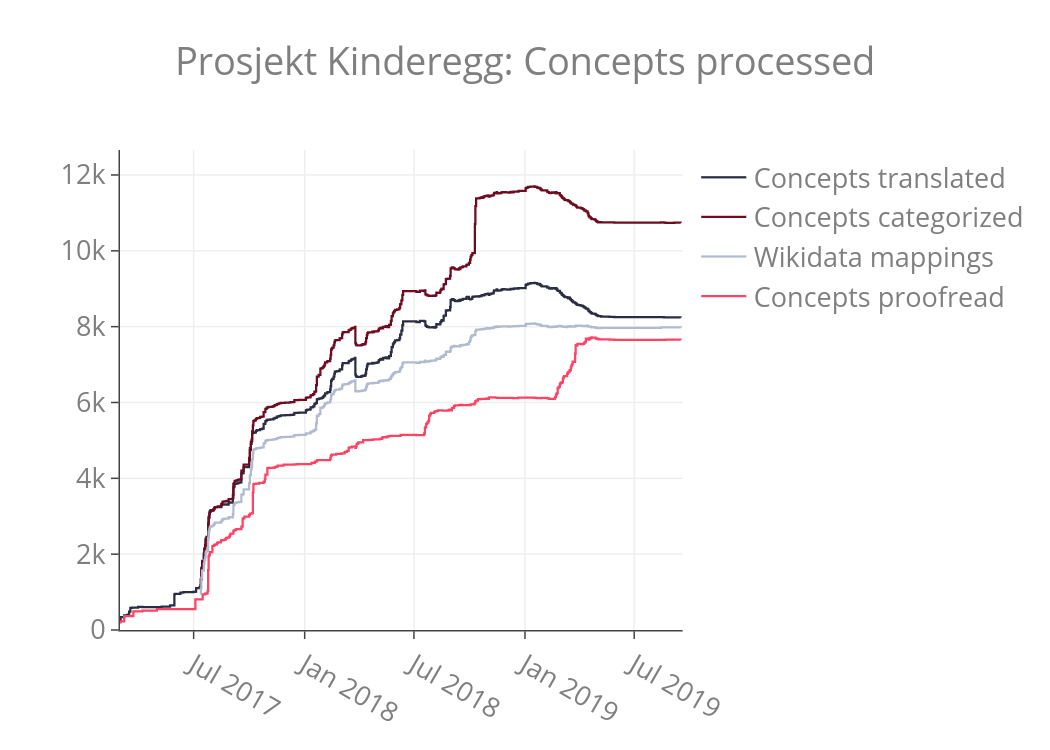 Prosjekt Kinderegg: Concepts processed
12k
10k
8k
6k
4k
2k
0
Jul 2017
Jan 2018
Jul 2018
Jan 2019
Jul 2019
Concepts translated
Concepts categorized
Wikidata mappings
Concepts proofread